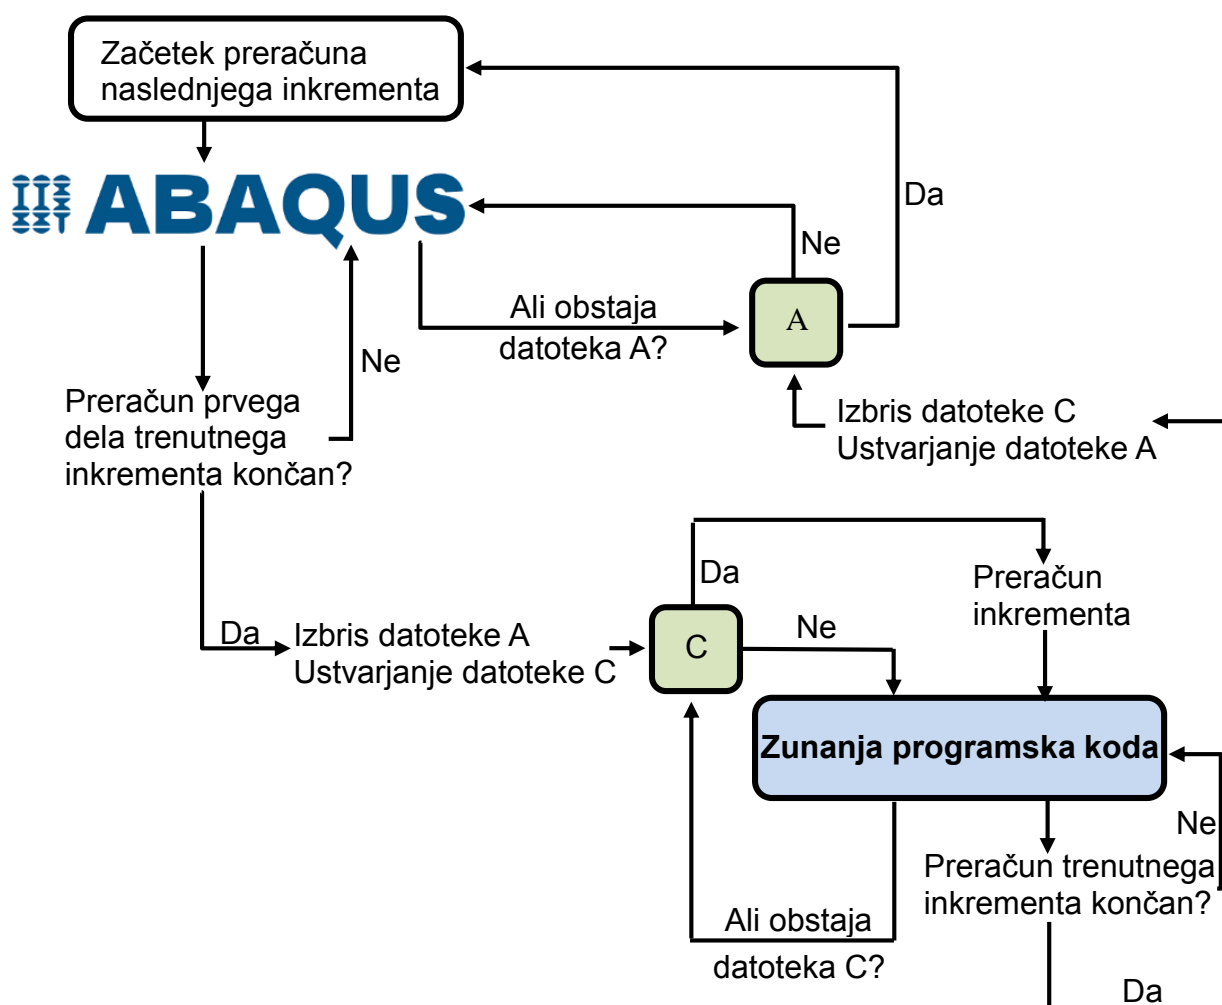 Začetek preračuna
naslednjega inkrementa
ABAQUS
Da
Ne
Ali obstaja
datoteka A?
A
Ne
Preračun prvega
dela trenutnega
inkrementa končan?
Izbris datoteke C
Ustvarjanje datoteke A
Da
Preračun
inkrementa
Da
Izbris datoteke A
Ustvarjanje datoteke C
C
Ne
Zunanja programska koda
Ne
Preračun trenutnega
inkrementa končan?
Ali obstaja
datoteka C?
Da